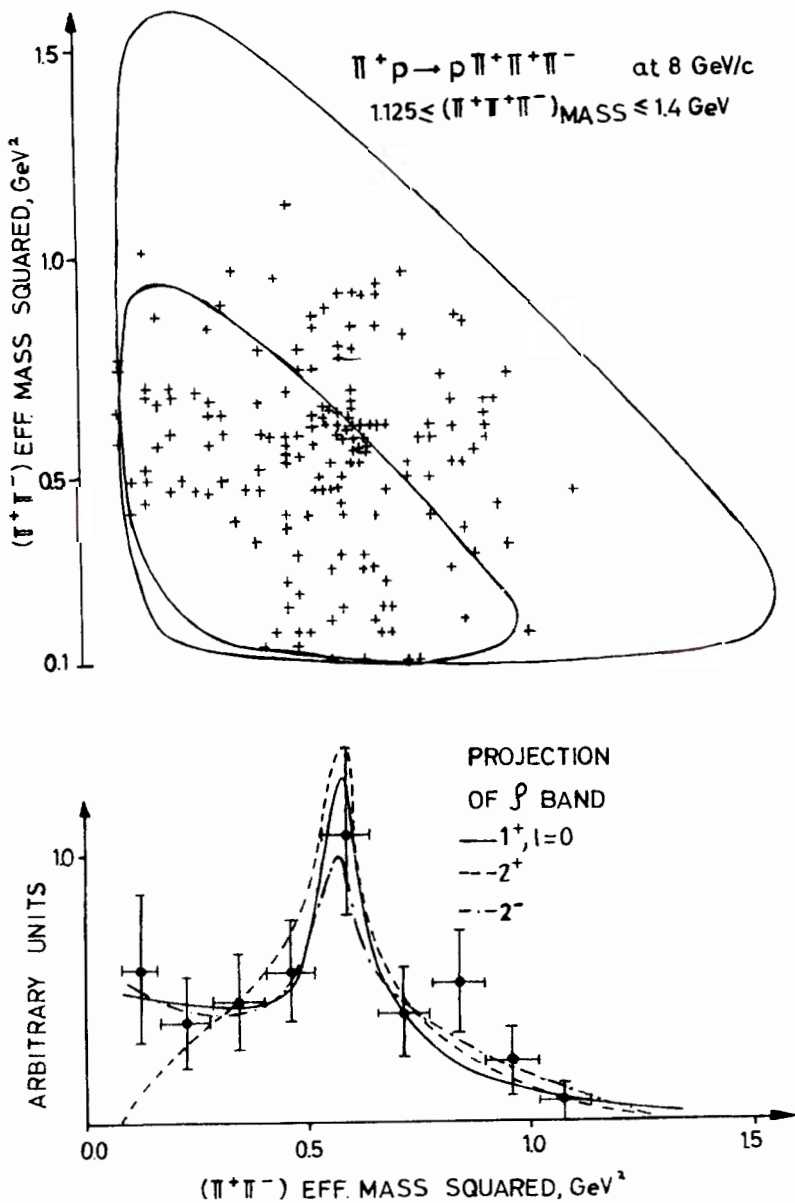 1.5
π⁺p → pπ⁺π⁺π⁻ at 8 GeV/c
1.125 ≤ (π⁺π⁺π⁻)MASS ≤ 1.4 GeV
(π⁺π⁻) EFF. MASS SQUARED, GeV²
1.0
0.5
0.1
PROJECTION
OF ρ BAND
1⁺, l=0
2⁺
2⁻
1.0
ARBITRARY UNITS
0.0 0.5 1.0 1.5
(π⁺π⁻) EFF. MASS SQUARED, GeV²